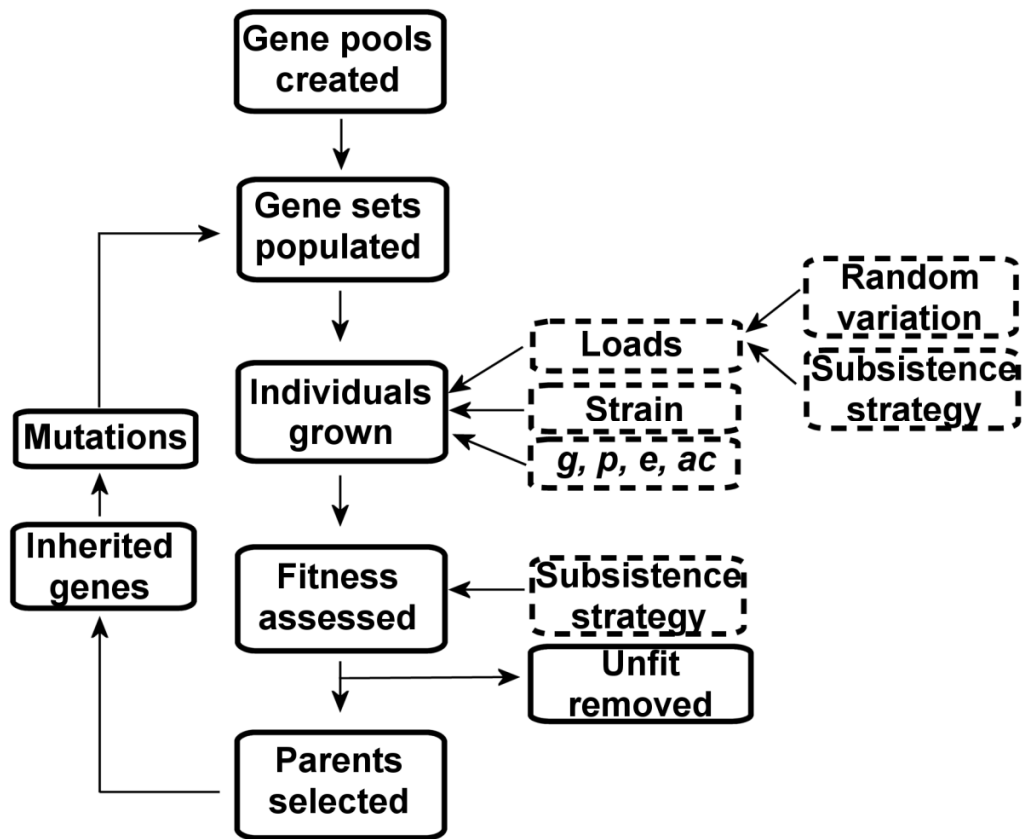 Gene pools
created
Gene sets
populated
Random
variation
Loads
Subsistence
strategy
Individuals
grown
Strain
g, p, e, ac
Mutations
Inherited
genes
Fitness
assessed
Subsistence
strategy
Unfit
removed
Parents
selected